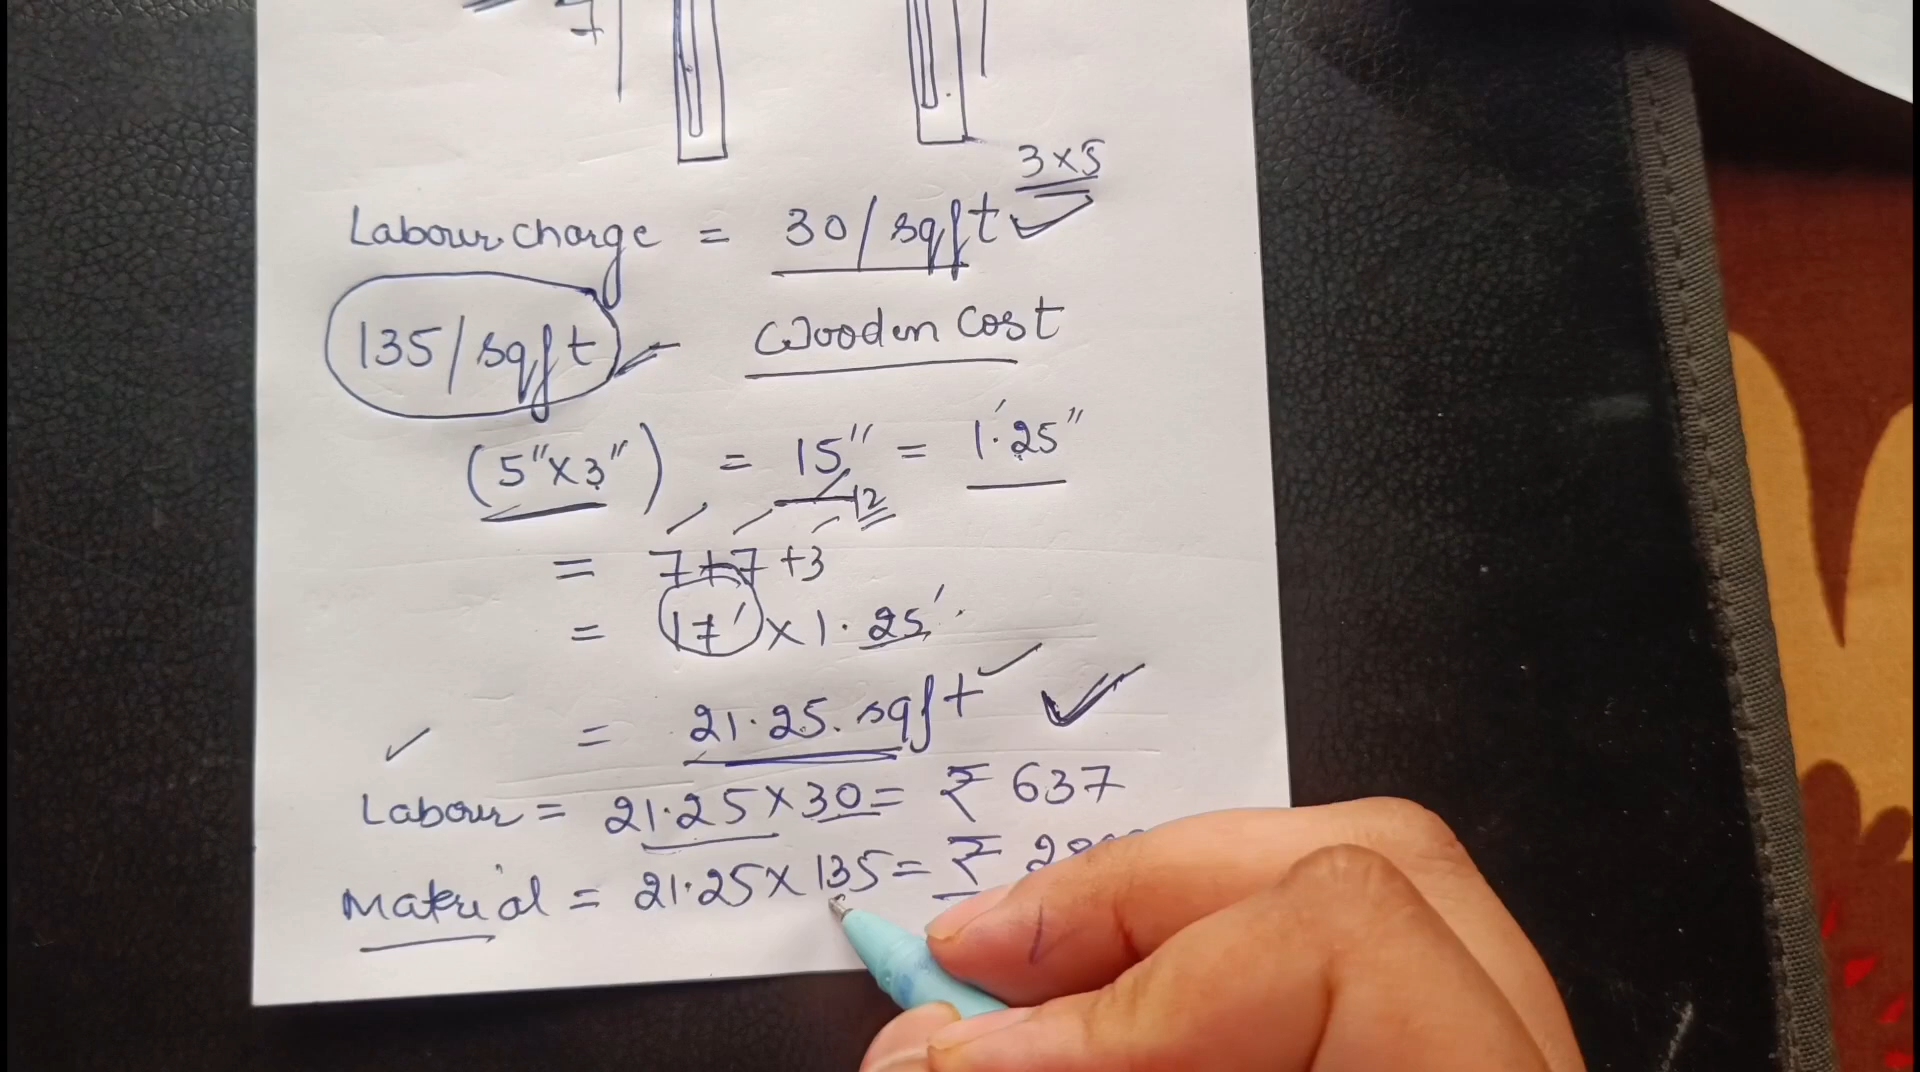 7
3×5
Labour charge = 30/sqft
135/sqft Wooden Cost
(5"×3") = 15" = 1'.25"
12
= 7+7+3
= 17'×1.25'
= 21.25.sqft
Labour = 21.25×30= ₹ 637
Material = 21.25×135= ₹